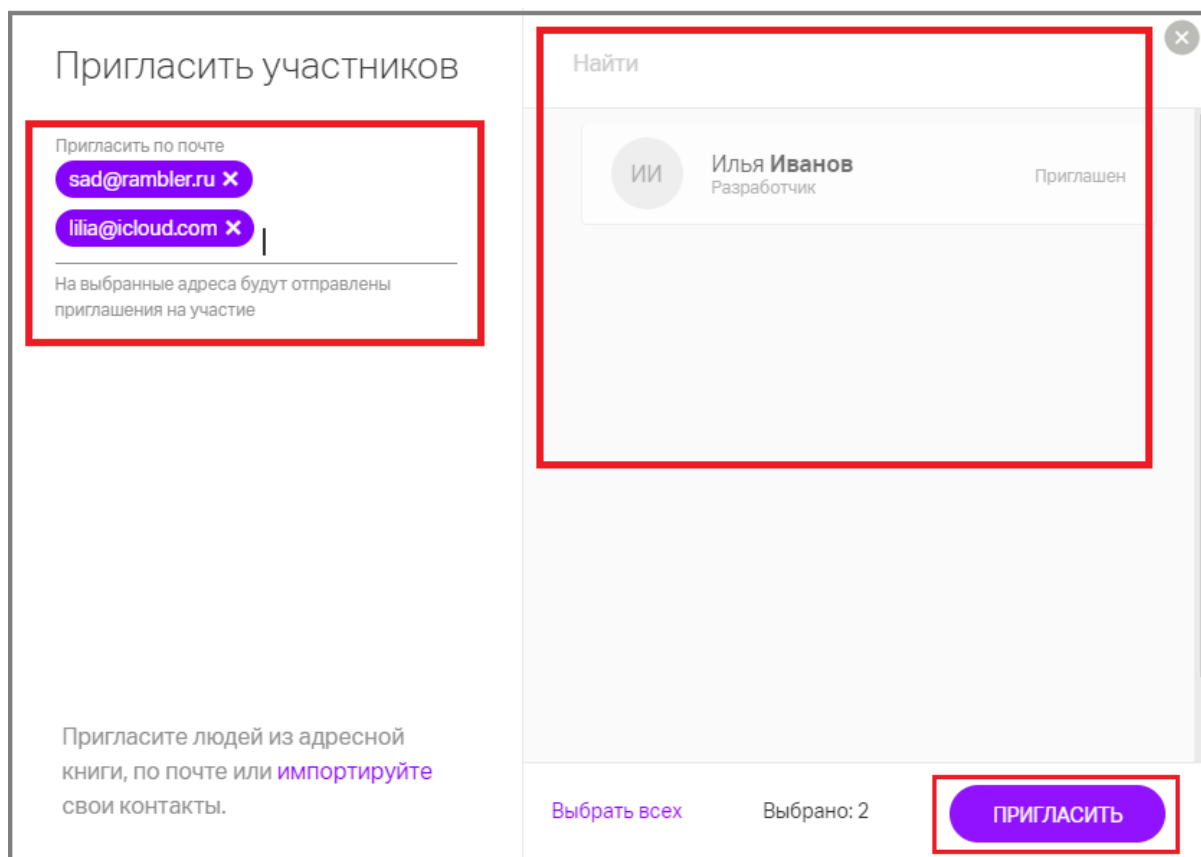 Пригласить участников
Пригласить по почте
sad@rambler.ru ✕
lilia@icloud.com ✕
На выбранные адреса будут отправлены
приглашения на участие
Пригласите людей из адресной
книги, по почте или импортируйте
свои контакты.
Найти
ИИ
Илья Иванов
Разработчик
Приглашен
Выбрать всех
Выбрано: 2
ПРИГЛАСИТЬ